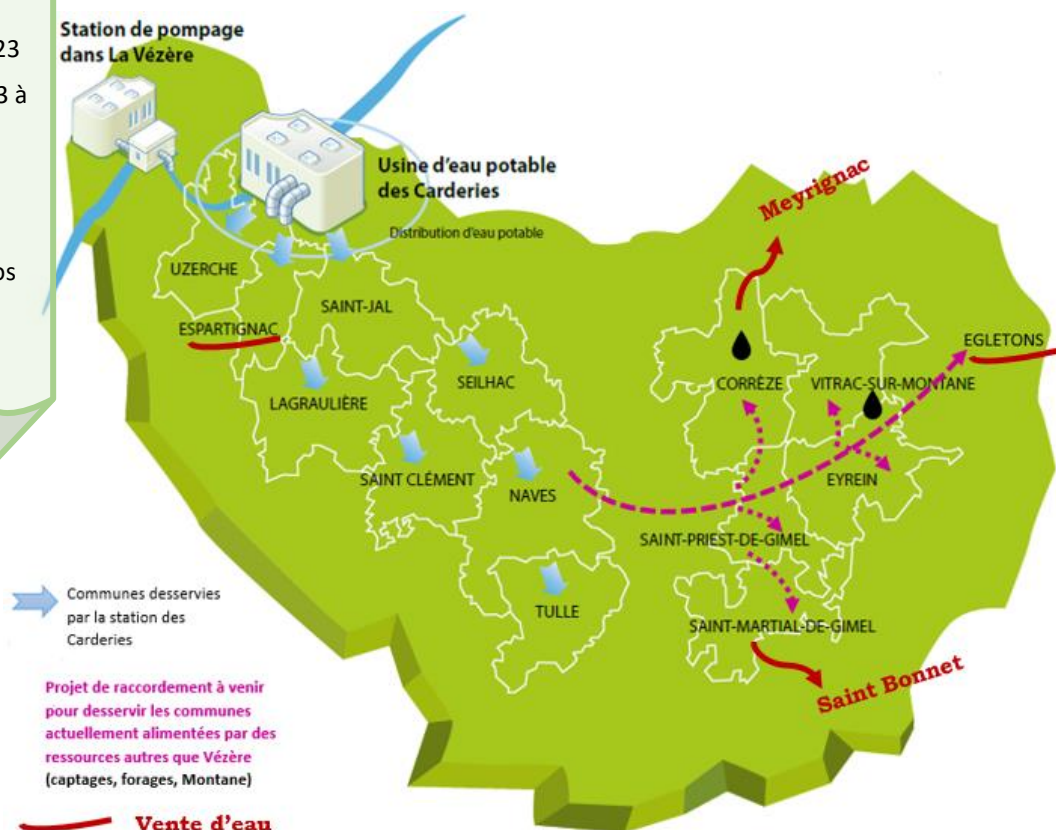 23
3 à
os
Station de pompage
dans La Vézère
Usine d'eau potable
des Carderies
Distribution d'eau potable
Meyrignac
UZERCHE
SAINT-JAL
ESPARTIGNAC
EGLETONS
SEILHAC
CORRÈZE
VITRAC-SUR-MONTANE
LAGRAULIÈRE
SAINT CLÉMENT
NAVES
EYREIN
SAINT-PRIEST-DE-GIMEL
TULLE
SAINT-MARTIAL-DE-GIMEL
Saint Bonnet
Communes desservies
par la station des
Carderies
Projet de raccordement à venir
pour desservir les communes
actuellement alimentées par des
ressources autres que Vézère
(captages, forages, Montane)
Vente d'eau